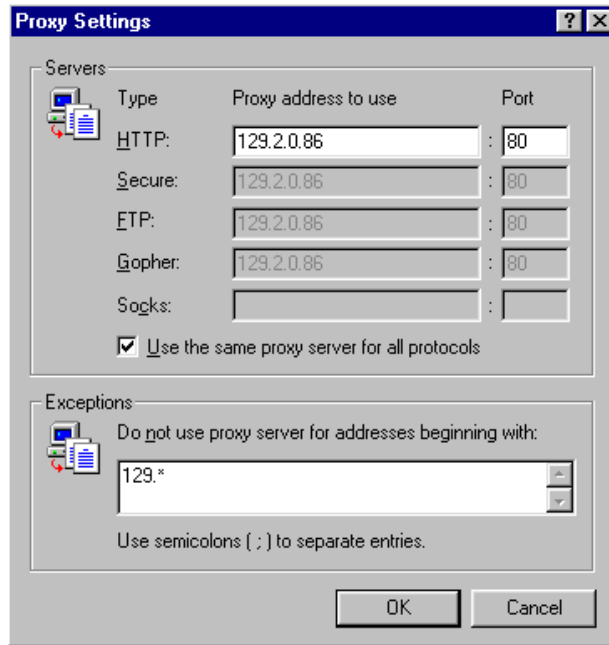 Proxy Settings
Servers
Type Proxy address to use Port
HTTP: 129.2.0.86 : 80
Secure: 129.2.0.86 : 80
FTP: 129.2.0.86 : 80
Gopher: 129.2.0.86 : 80
Socks: :
Use the same proxy server for all protocols
Exceptions
Do not use proxy server for addresses beginning with:
129.*
Use semicolons ( ; ) to separate entries.
OK Cancel